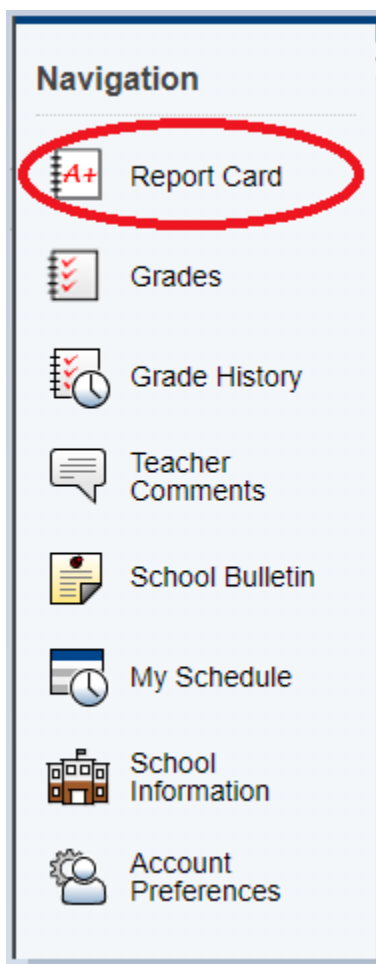 Navigation
A+ Report Card
Grades
Grade History
Teacher
Comments
School Bulletin
My Schedule
School
Information
Account
Preferences